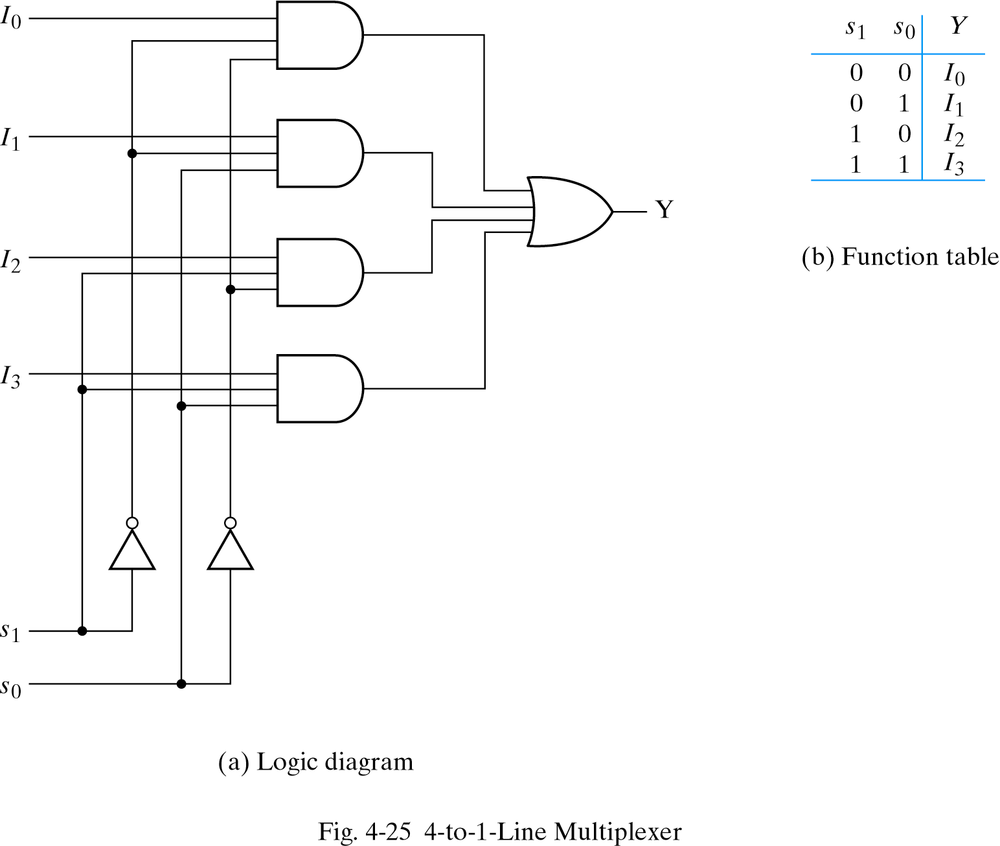 I0
I1
I2
I3
s1
s0
Y
(a) Logic diagram
s1 s0 Y
0 0 I0
0 1 I1
1 0 I2
1 1 I3
(b) Function table
Fig. 4-25 4-to-1-Line Multiplexer